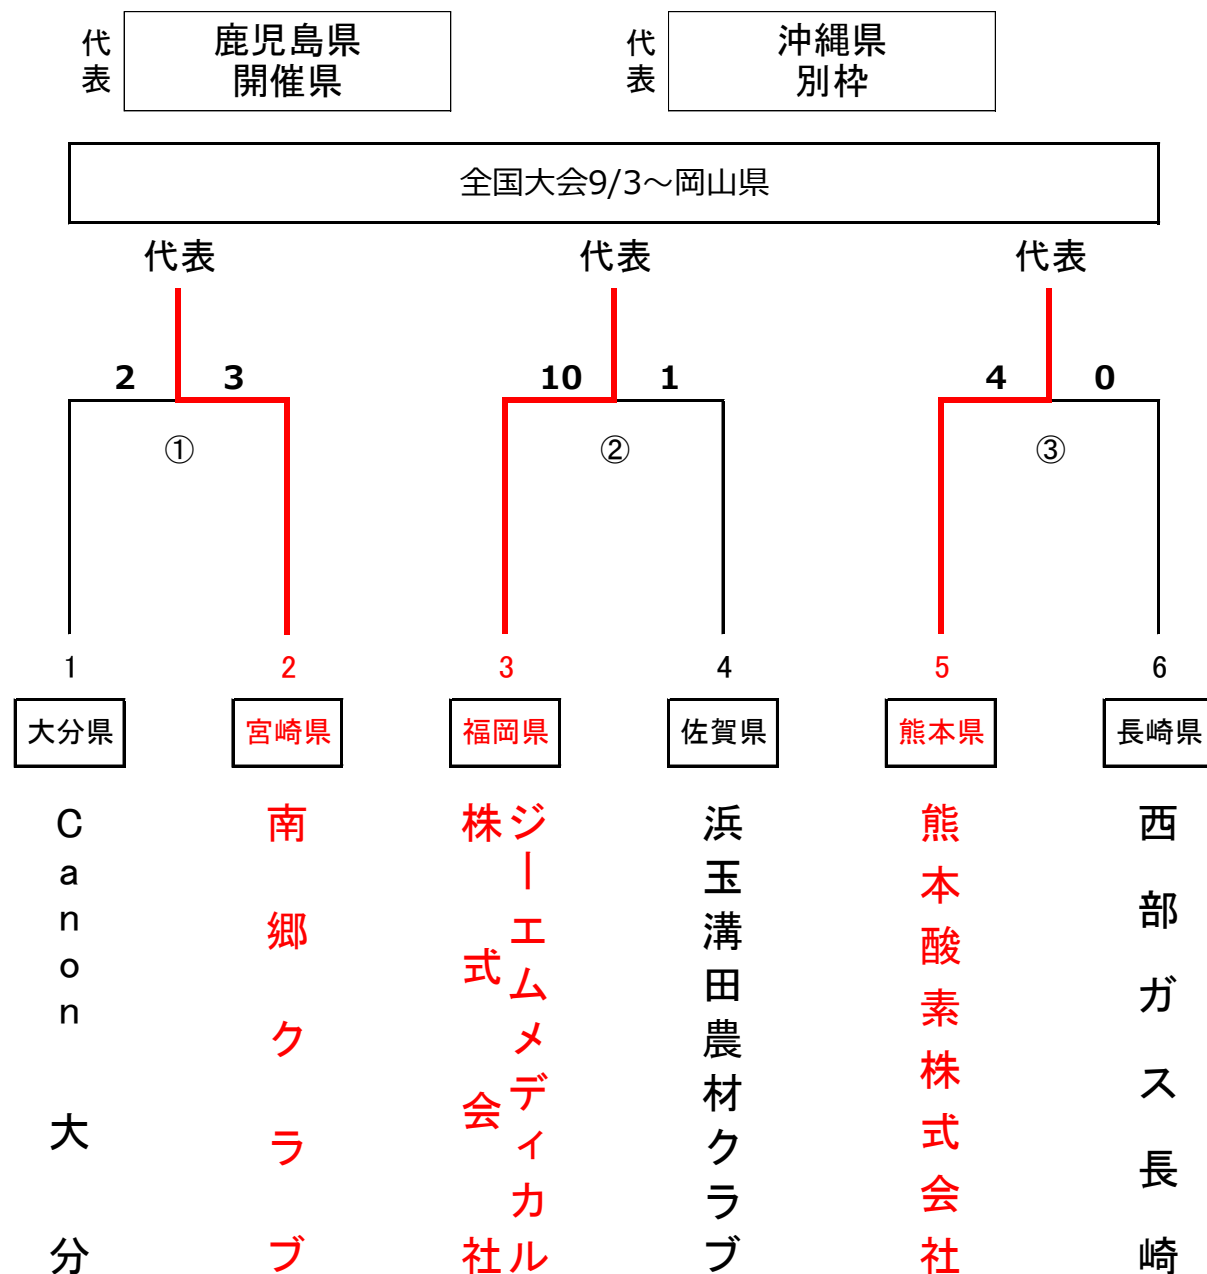 代表
鹿児島県
開催県
代表
沖縄県
別枠
全国大会9/3～岡山県
代表
代表
代表
2 3
10 1
4 0
①
②
③
1
2
3
4
5
6
大分県
宮崎県
福岡県
佐賀県
熊本県
長崎県
Canon大分
南郷クラブ
ジーエムメディカル
株式会社
浜玉溝田農材クラブ
熊本酸素株式会社
西部ガス長崎